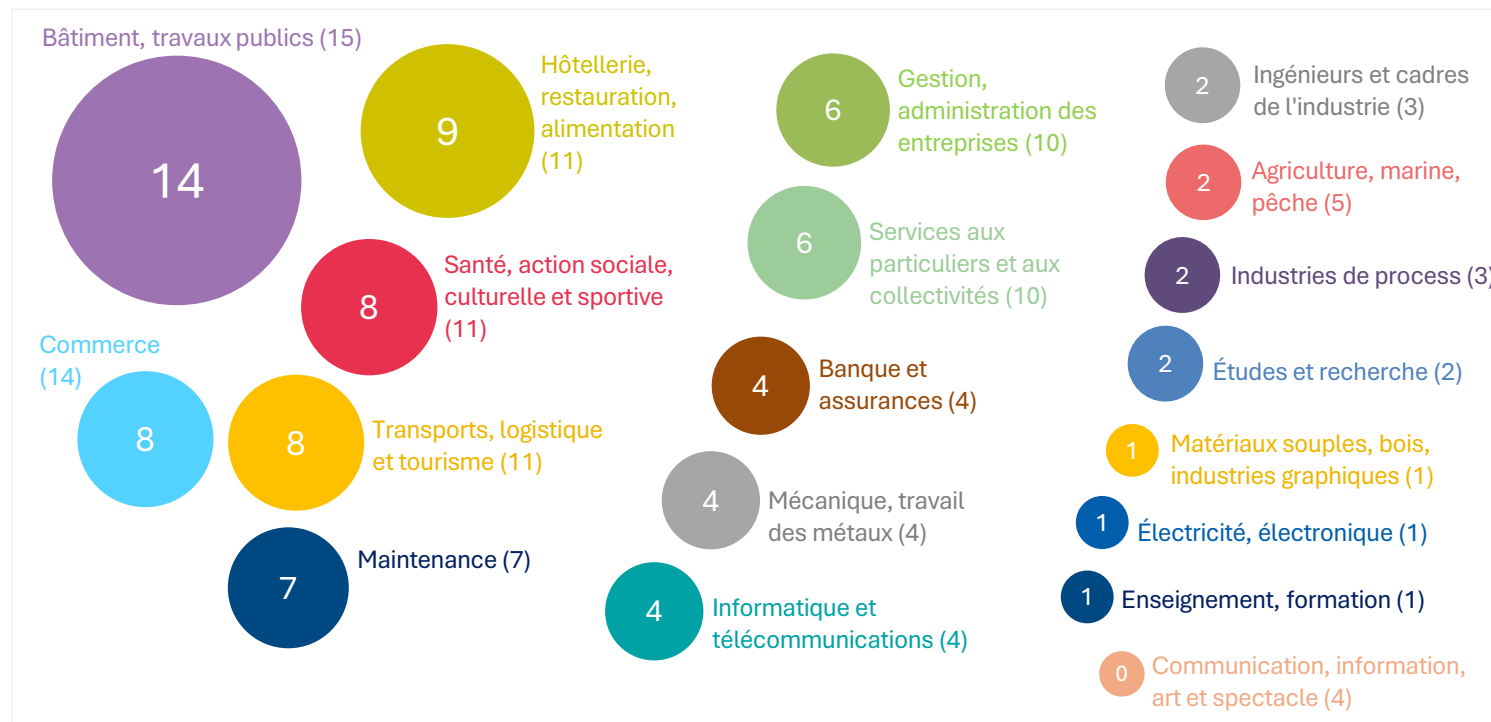 Bâtiment, travaux publics (15)
14
9
Hôtellerie,
restauration,
alimentation
(11)
8
Santé, action sociale,
culturelle et sportive
(11)
Commerce
(14)
8
8
Transports, logistique
et tourisme (11)
7
Maintenance (7)
6
Gestion,
administration des
entreprises (10)
6
Services aux
particuliers et aux
collectivités (10)
4
Banque et
assurances (4)
4
Mécanique, travail
des métaux (4)
4
Informatique et
télécommunications (4)
2
Ingénieurs et cadres
de l'industrie (3)
2
Agriculture, marine,
pêche (5)
2
Industries de process (3)
2
Études et recherche (2)
1
Matériaux souples, bois,
industries graphiques (1)
1
Électricité, électronique (1)
1
Enseignement, formation (1)
0
Communication, information,
art et spectacle (4)